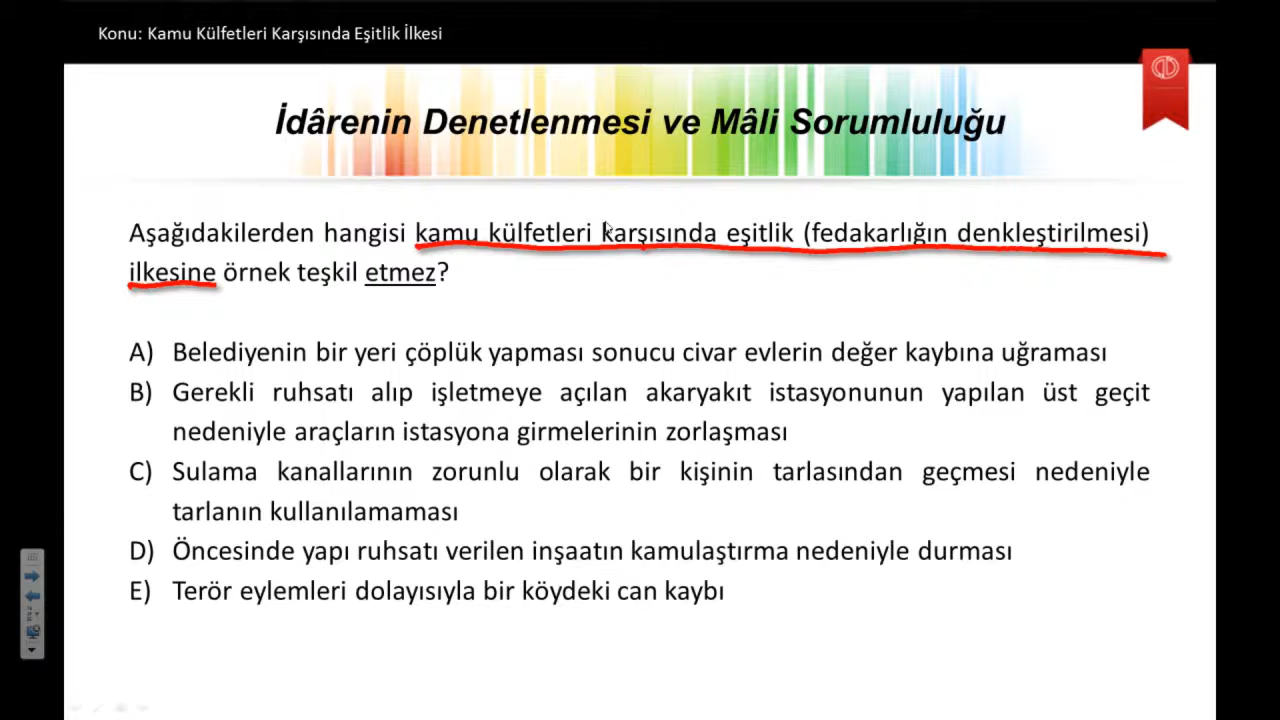 Konu: Kamu Külfetleri Karşısında Eşitlik İlkesi
İdârenin Denetlenmesi ve Mâli Sorumluluğu
Aşağıdakilerden hangisi kamu külfetleri karşısında eşitlik (fedakarlığın denkleştirilmesi)
ilkesine örnek teşkil etmez?
A) Belediyenin bir yeri çöplük yapması sonucu civar evlerin değer kaybına uğraması
B) Gerekli ruhsatı alıp işletmeye açılan akaryakıt istasyonunun yapılan üst geçit
nedeniyle araçların istasyona girmelerinin zorlaşması
C) Sulama kanallarının zorunlu olarak bir kişinin tarlasından geçmesi nedeniyle
tarlanın kullanılamaması
D) Öncesinde yapı ruhsatı verilen inşaatın kamulaştırma nedeniyle durması
E) Terör eylemleri dolayısıyla bir köydeki can kaybı